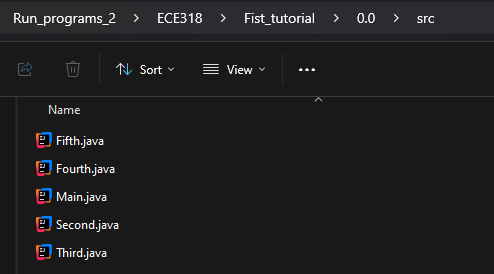 Run_programs_2 > ECE318 > Fist_tutorial > 0.0 > src
Sort View ...
Name
Fifth.java
Fourth.java
Main.java
Second.java
Third.java